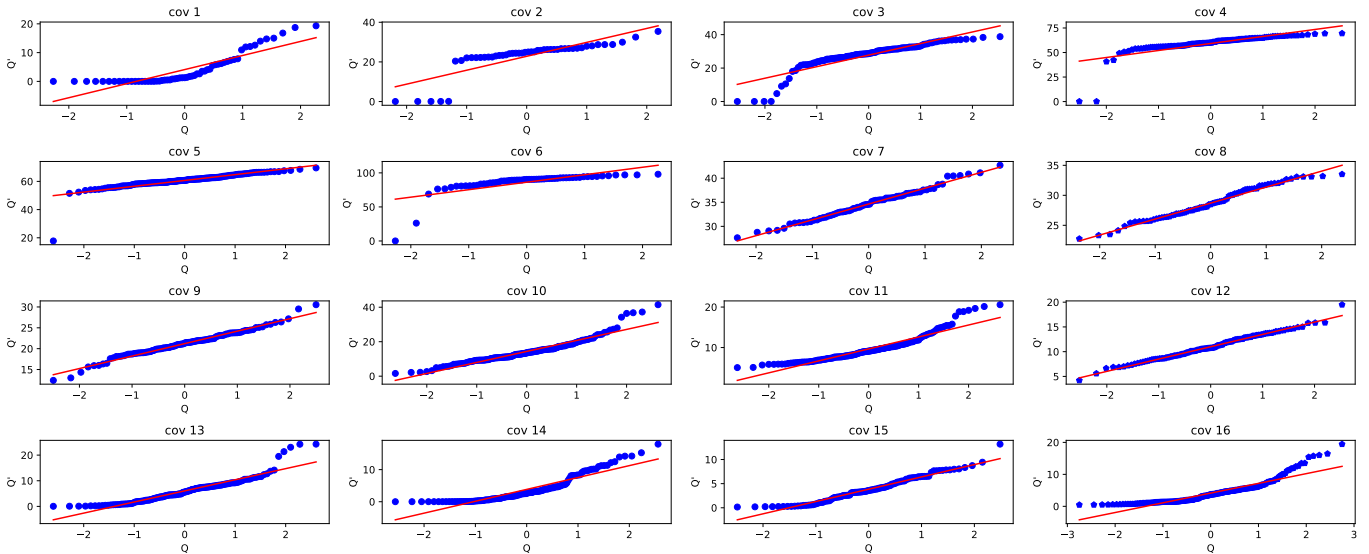 cov 1 cov 2 cov 3 cov 4
20 10 0 Q' −2 −1 0 1 2 Q
40 20 0 Q' −2 −1 0 1 2 Q
40 20 0 Q' −2 −1 0 1 2 Q
75 50 25 0 Q' −2 −1 0 1 2 Q
cov 5 cov 6 cov 7 cov 8
60 40 20 Q' −2 −1 0 1 2 Q
100 50 0 Q' −2 −1 0 1 2 Q
40 35 30 Q' −2 −1 0 1 2 Q
35 30 25 Q' −2 −1 0 1 2 Q
cov 9 cov 10 cov 11 cov 12
30 25 20 15 Q' −2 −1 0 1 2 Q
40 20 0 Q' −2 −1 0 1 2 Q
20 10 Q' −2 −1 0 1 2 Q
20 15 10 5 Q' −2 −1 0 1 2 Q
cov 13 cov 14 cov 15 cov 16
20 10 0 Q' −2 −1 0 1 2 Q
10 0 Q' −2 −1 0 1 2 Q
10 5 0 Q' −2 −1 0 1 2 Q
20 10 0 Q' −3 −2 −1 0 1 2 3 Q